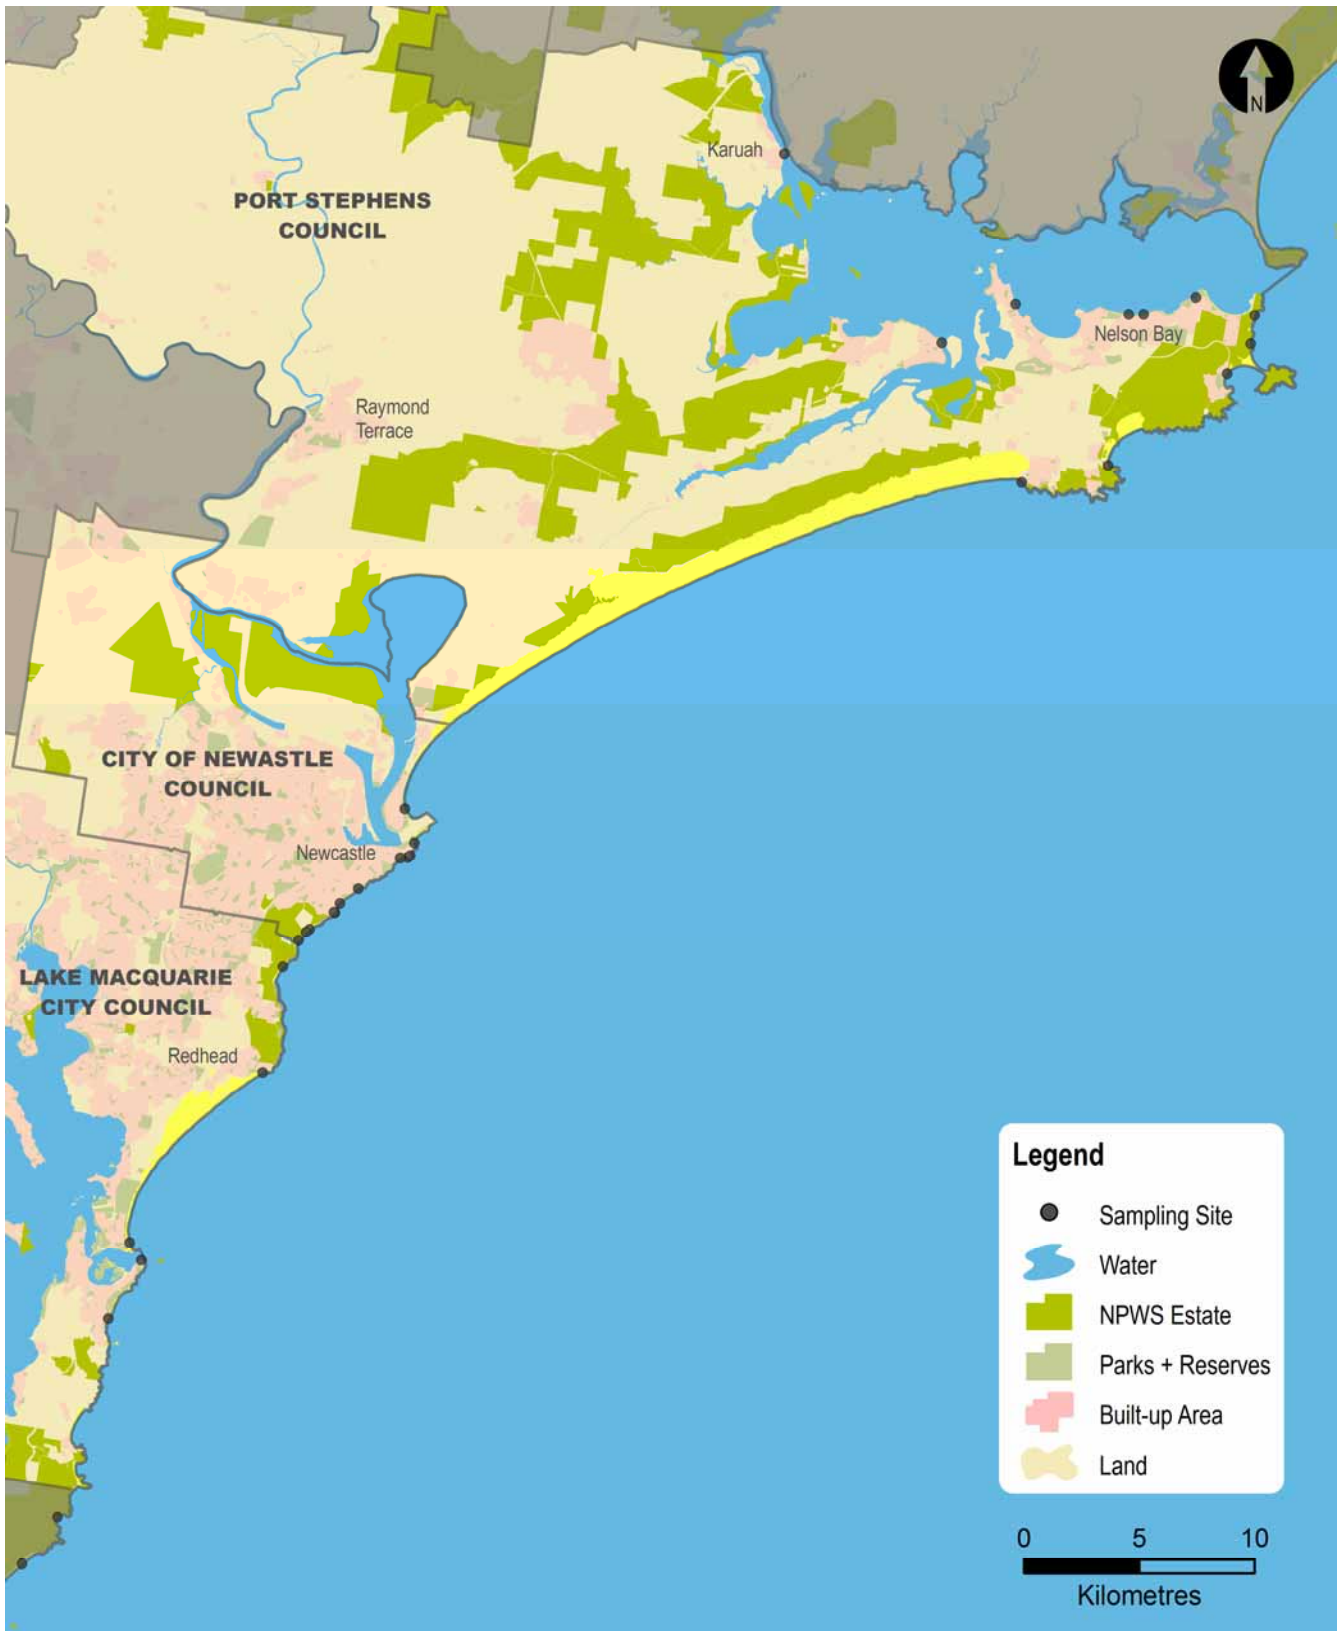 N
Karuah
PORT STEPHENS
COUNCIL
Nelson Bay
Raymond
Terrace
CITY OF NEWASTLE
COUNCIL
Newcastle
LAKE MACQUARIE
CITY COUNCIL
Redhead
Legend
Sampling Site
Water
NPWS Estate
Parks + Reserves
Built-up Area
Land
0 5 10
Kilometres